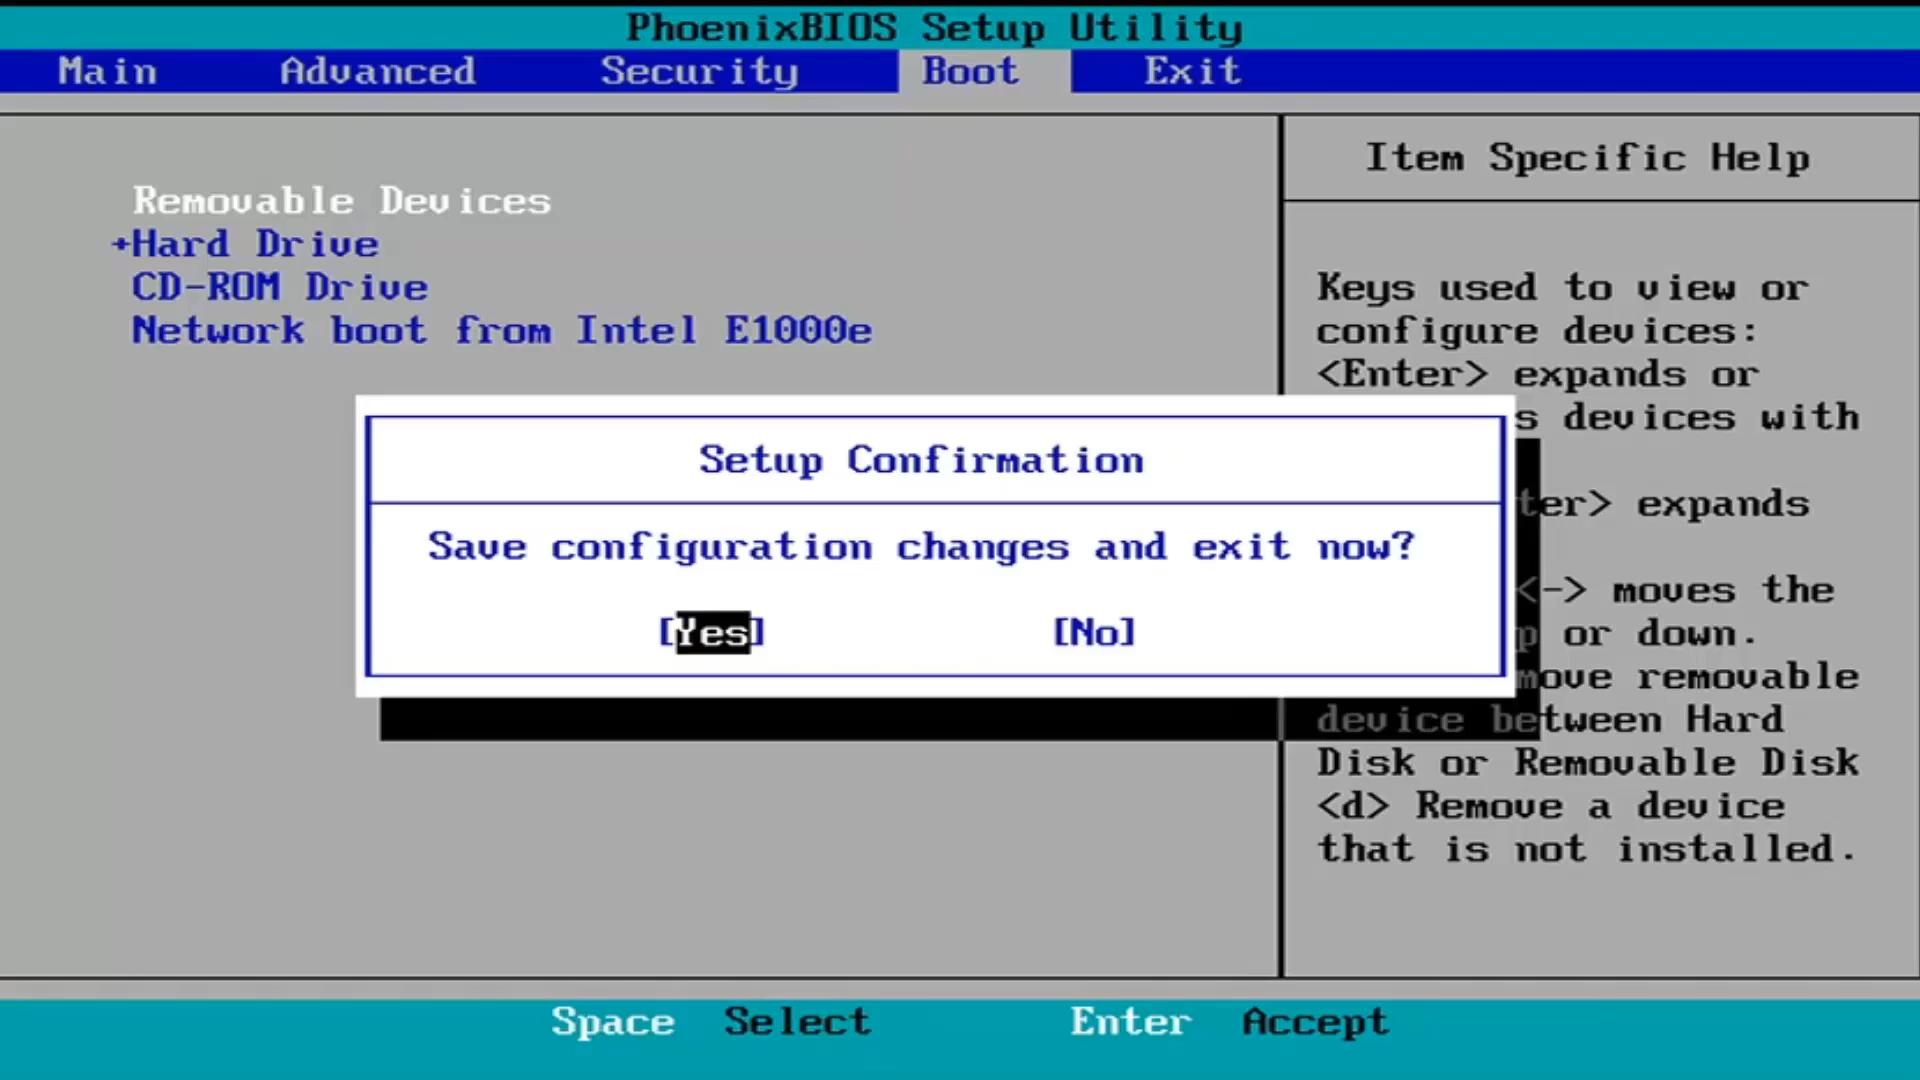 PhoenixBIOS Setup Utility
Main Advanced Security Boot Exit
Removable Devices
+Hard Drive
CD-ROM Drive
Network boot from Intel E1000e
Item Specific Help
Keys used to view or
configure devices:
<Enter> expands or
devices with
expands
<-> moves the
or down.
move removable
device between Hard
Disk or Removable Disk
<d> Remove a device
that is not installed.
Setup Confirmation
Save configuration changes and exit now?
[Yes] [No]
Space Select Enter Accept